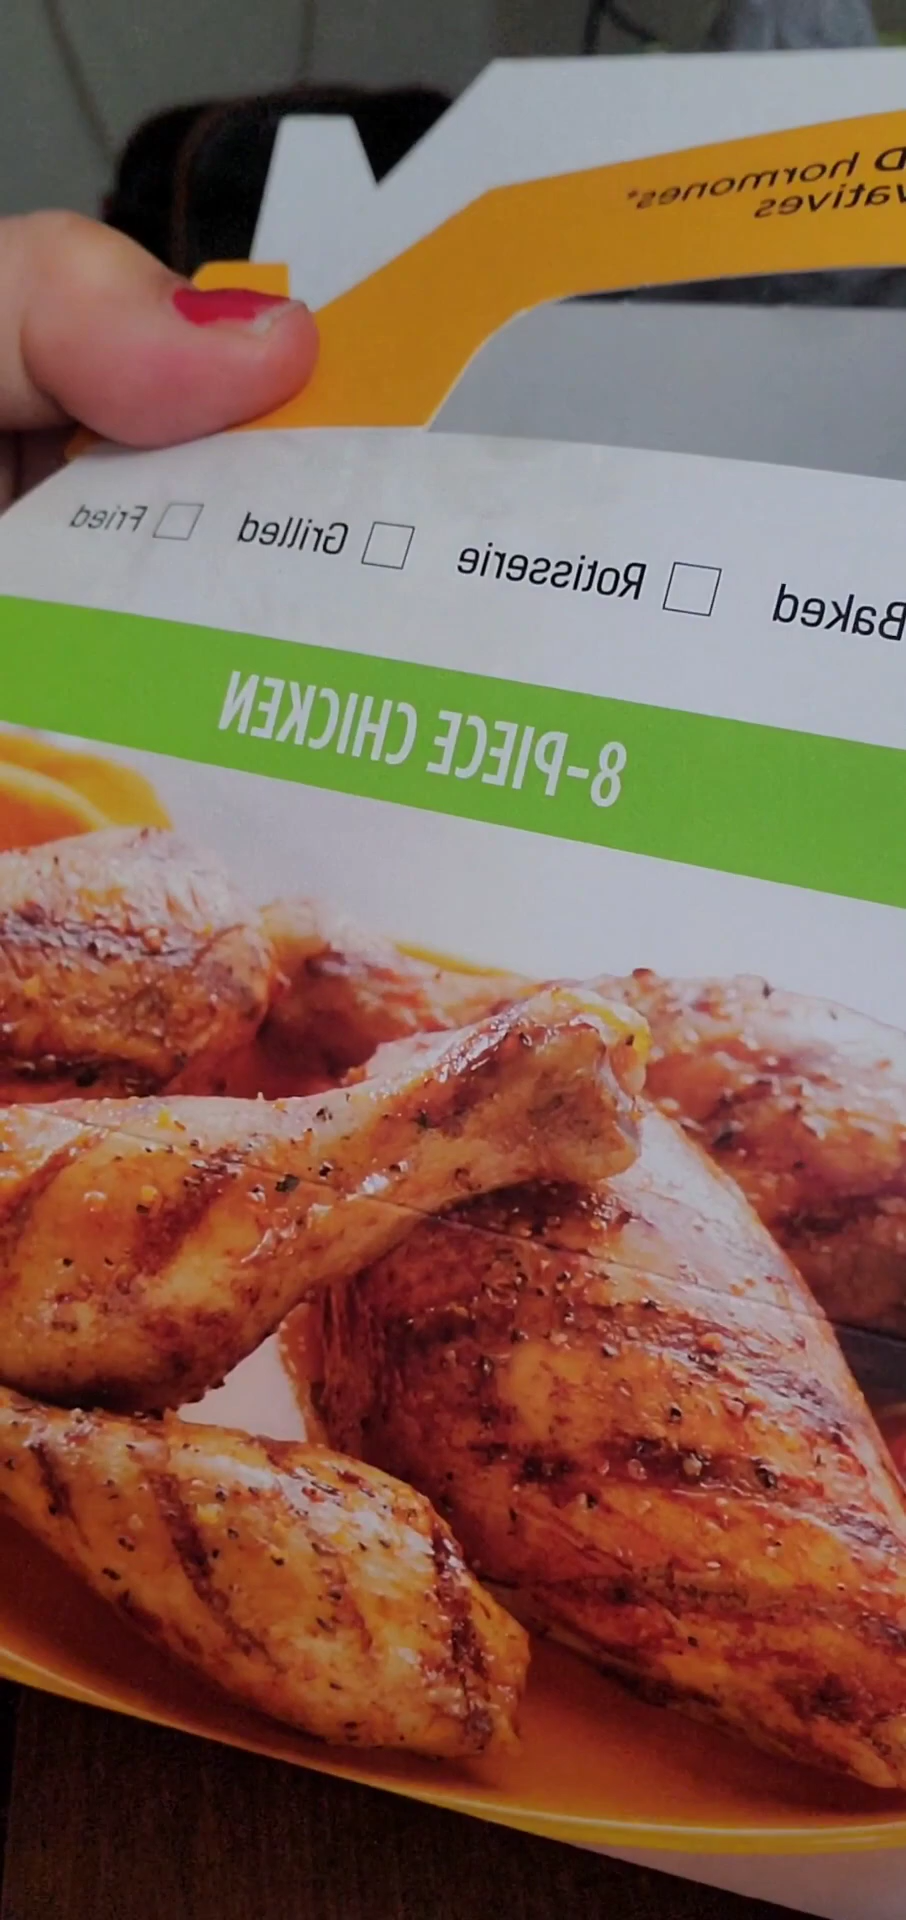 D hormones*
vatives
Baked Rotisserie Grilled Fried
8-PIECE CHICKEN